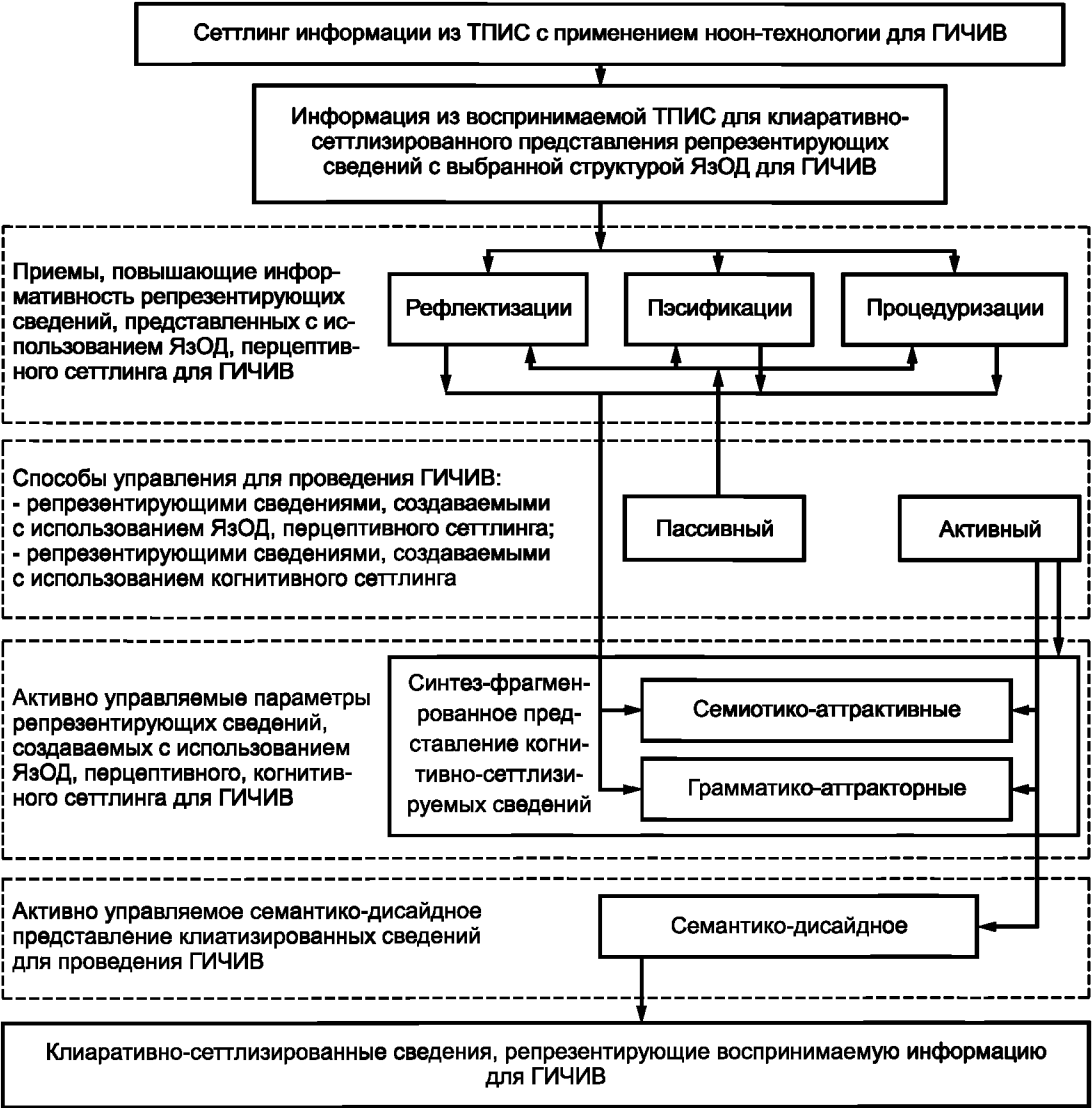 Сеттлинг информации из ТПИС с применением ноон-технологии для ГИЧИВ
Информация из воспринимаемой ТПИС для клиаративно-
сеттлизированного представления репрезентирующих
сведений с выбранной структурой ЯзОД для ГИЧИВ
Приемы, повышающие инфор-
мативность репрезентирующих
сведений, представленных с ис-
пользованием ЯзОД, перцептив-
ного сеттлинга для ГИЧИВ
Рефлектизации
Пэсификации
Процедуризации
Способы управления для проведения ГИЧИВ:
- репрезентирующими сведениями, создаваемыми
с использованием ЯзОД, перцептивного сеттлинга;
- репрезентирующими сведениями, создаваемыми
с использованием когнитивного сеттлинга
Пассивный
Активный
Активно управляемые параметры
репрезентирующих сведений,
создаваемых с использованием
ЯзОД, перцептивного, когнитив-
ного сеттлинга для ГИЧИВ
Синтез-фрагмен-
рованное пред-
ставление когни-
тивно-сеттлизи-
руемых сведений
Семиотико-аттрактивные
Грамматико-аттракторные
Активно управляемое семантико-дисайдное
представление клиатизированных сведений
для проведения ГИЧИВ
Семантико-дисайдное
Клиаративно-сеттлизированные сведения, репрезентирующие воспринимаемую информацию
для ГИЧИВ